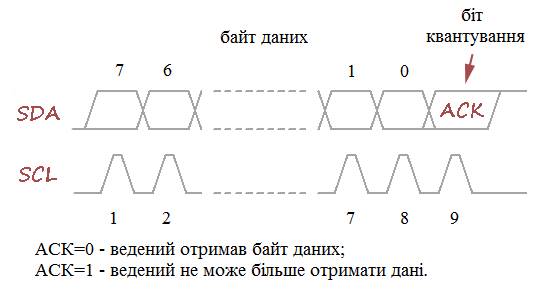 біт
квантування
байт даних
7 6 1 0
SDA ACK
SCL
1 2 7 8 9
ACK=0 - ведений отримав байт даних;
ACK=1 - ведений не може більше отримати дані.